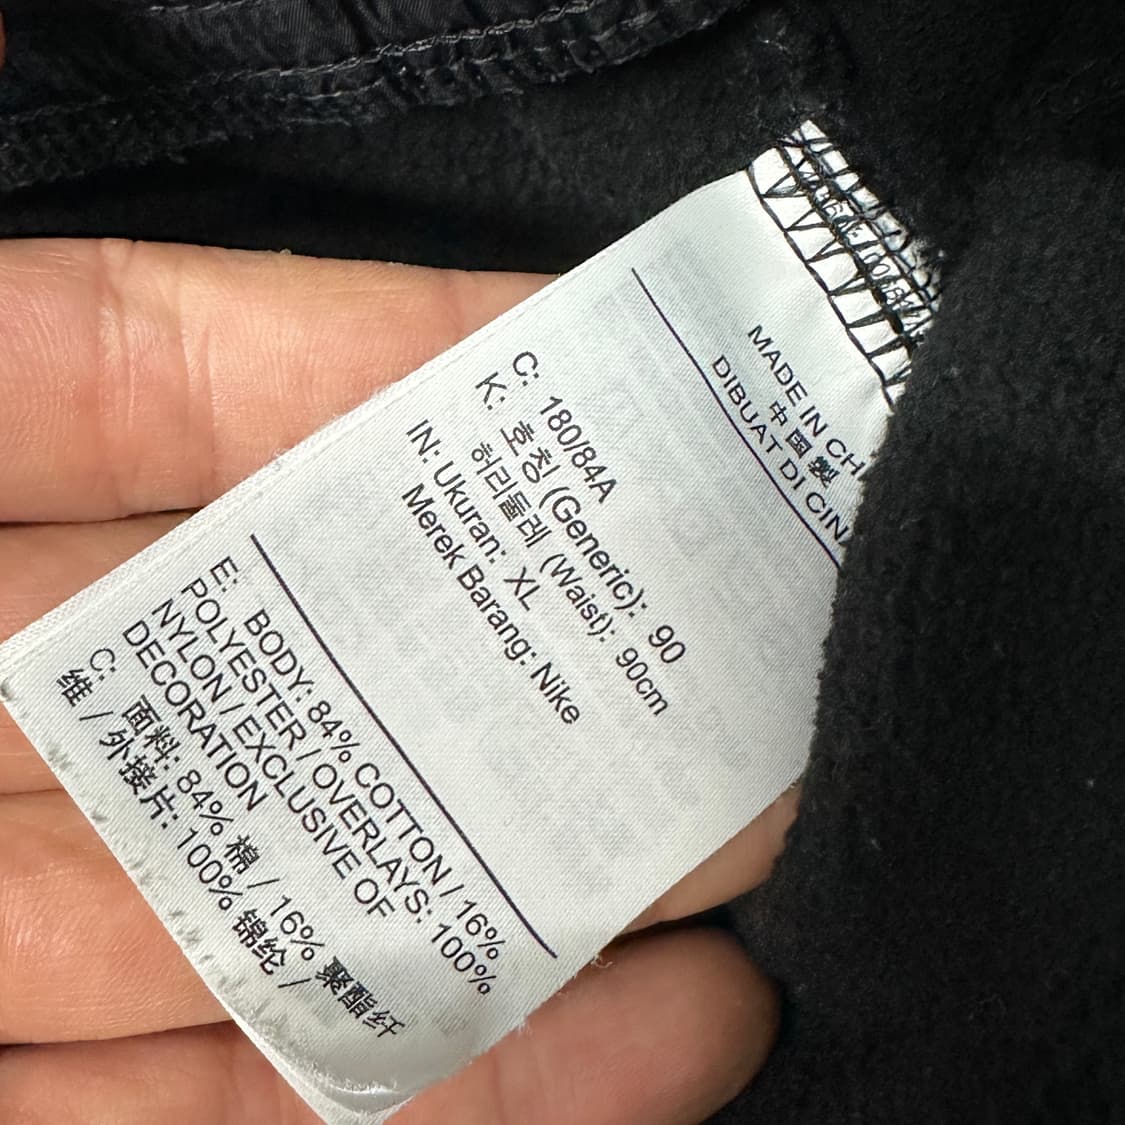 MADE IN CH
中國製
DIBUAT DI CIN
C: 180/84A
K: 호칭 (Generic): 90
허리둘레 (Waist): 90cm
IN: Ukuran: XL
Merek Barang: Nike
E: BODY: 84% COTTON / 16%
POLYESTER / OVERLAYS: 100%
NYLON / EXCLUSIVE OF
DECORATION
C: 面料: 84% 棉 / 16% 聚酯纤
维 / 外接片: 100% 锦纶 /